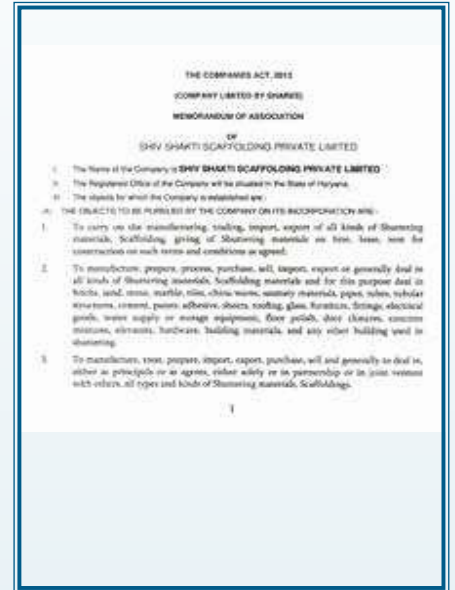 THE COMPANIES ACT, 2013
(COMPANY LIMITED BY SHARES)
MEMORANDUM OF ASSOCIATION
OF
SHIV SHAKTI SCAFFOLDING PRIVATE LIMITED
I. The Name of the Company is SHIV SHAKTI SCAFFOLDING PRIVATE LIMITED
II. The Registered Office of the Company will be situated in the State of Haryana.
III. The objects for which the Company is established are:
(A) THE OBJECTS TO BE PURSUED BY THE COMPANY ON ITS INCORPORATION ARE:
1. To carry on the manufacturing, trading, import, export of all kinds of Shuttering
materials, Scaffolding, giving of Shuttering materials on hire, lease, rent for
construction on such terms and conditions as agreed.
2. To manufacture, prepare, process, purchase, sell, import, export or generally deal in
all kinds of Shuttering materials, Scaffolding materials and for this purpose deal in
bricks, sand, stone, marble, tiles, china wares, sanitary materials, pipes, tubes, tubular
structures, cement, paints, adhesive, sheets, roofing, glass, furniture, fittings, electrical
goods, water supply or storage equipment, floor polish, door closures, concrete
mixtures, elements, hardware, building materials, and any other building used in
shuttering.
3. To manufacture, prepare, import, export, purchase, sell and generally to deal in,
either as principals or as agents, either solely or in partnership or in joint venture
with others, all types and kinds of Shuttering materials, Scaffoldings.
1